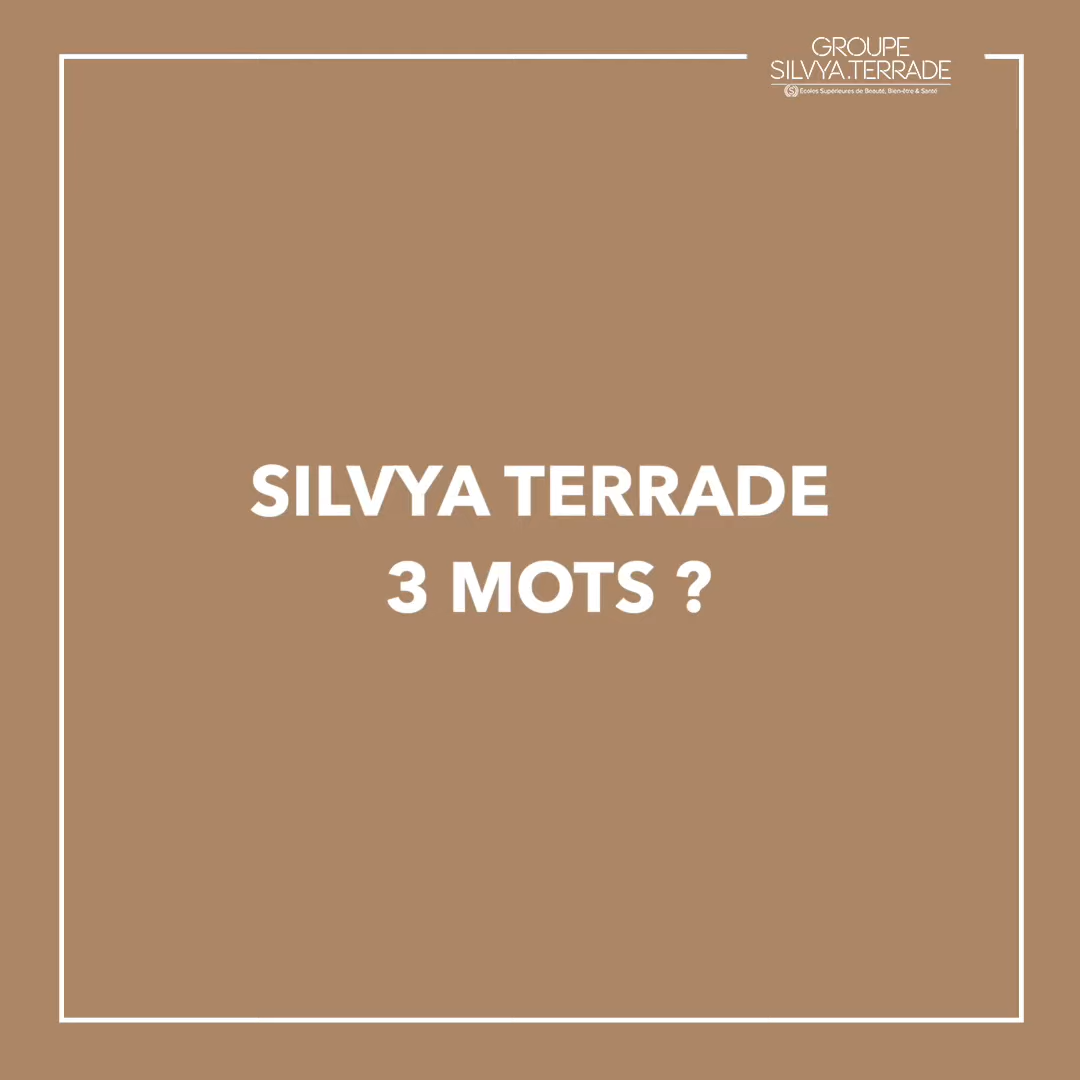 GROUPE
SILVYA.TERRADE
Écoles Supérieures de Beauté, Bien-être & Santé
SILVYA TERRADE
3 MOTS ?